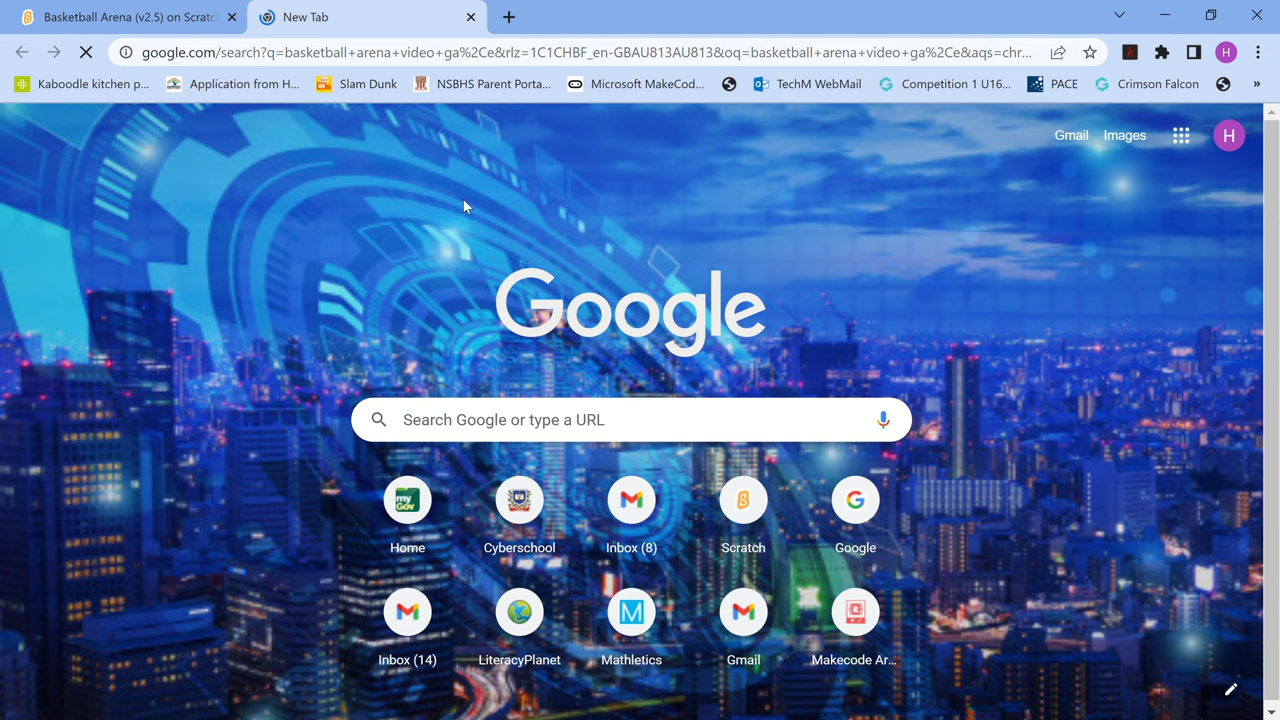 Basketball Arena (v2.5) on Scratc
New Tab
google.com/search?q=basketball+arena+video+ga%2Ce&rlz=1C1CHBF_en-GBAU813AU813&oq=basketball+arena+video+ga%2Ce&aqs=chr...
H
Kaboodle kitchen p...
Application from H...
Slam Dunk
NSBHS Parent Porta...
Microsoft MakeCod...
TechM WebMail
Competition 1 U16...
PACE
Crimson Falcon
»
Gmail Images H
Google
Search Google or type a URL
my Gov
Home Cyberschool Inbox (8) Scratch Google
M
Inbox (14) LiteracyPlanet Mathletics Gmail Makecode Ar...